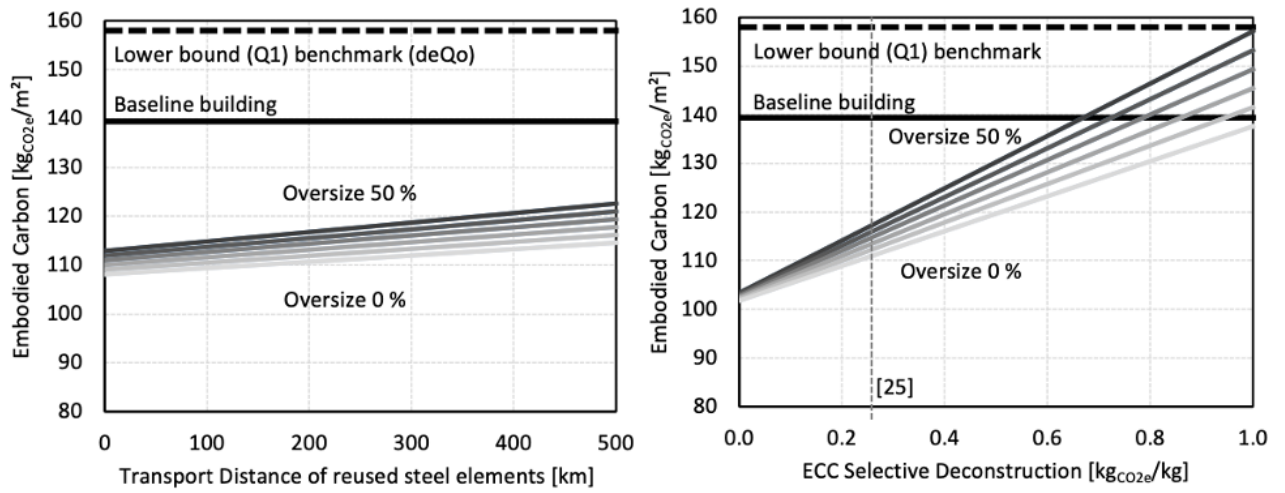 Embodied Carbon [kgCO2e/m²]
160
150
140
130
120
110
100
90
80
Lower bound (Q1) benchmark (deQo)
Baseline building
Oversize 50 %
Oversize 0 %
0 100 200 300 400 500
Transport Distance of reused steel elements [km]
Embodied Carbon [kgCO2e/m²]
160
150
140
130
120
110
100
90
80
Lower bound (Q1) benchmark
Baseline building
Oversize 50 %
Oversize 0 %
[25]
0.0 0.2 0.4 0.6 0.8 1.0
ECC Selective Deconstruction [kgCO2e/kg]